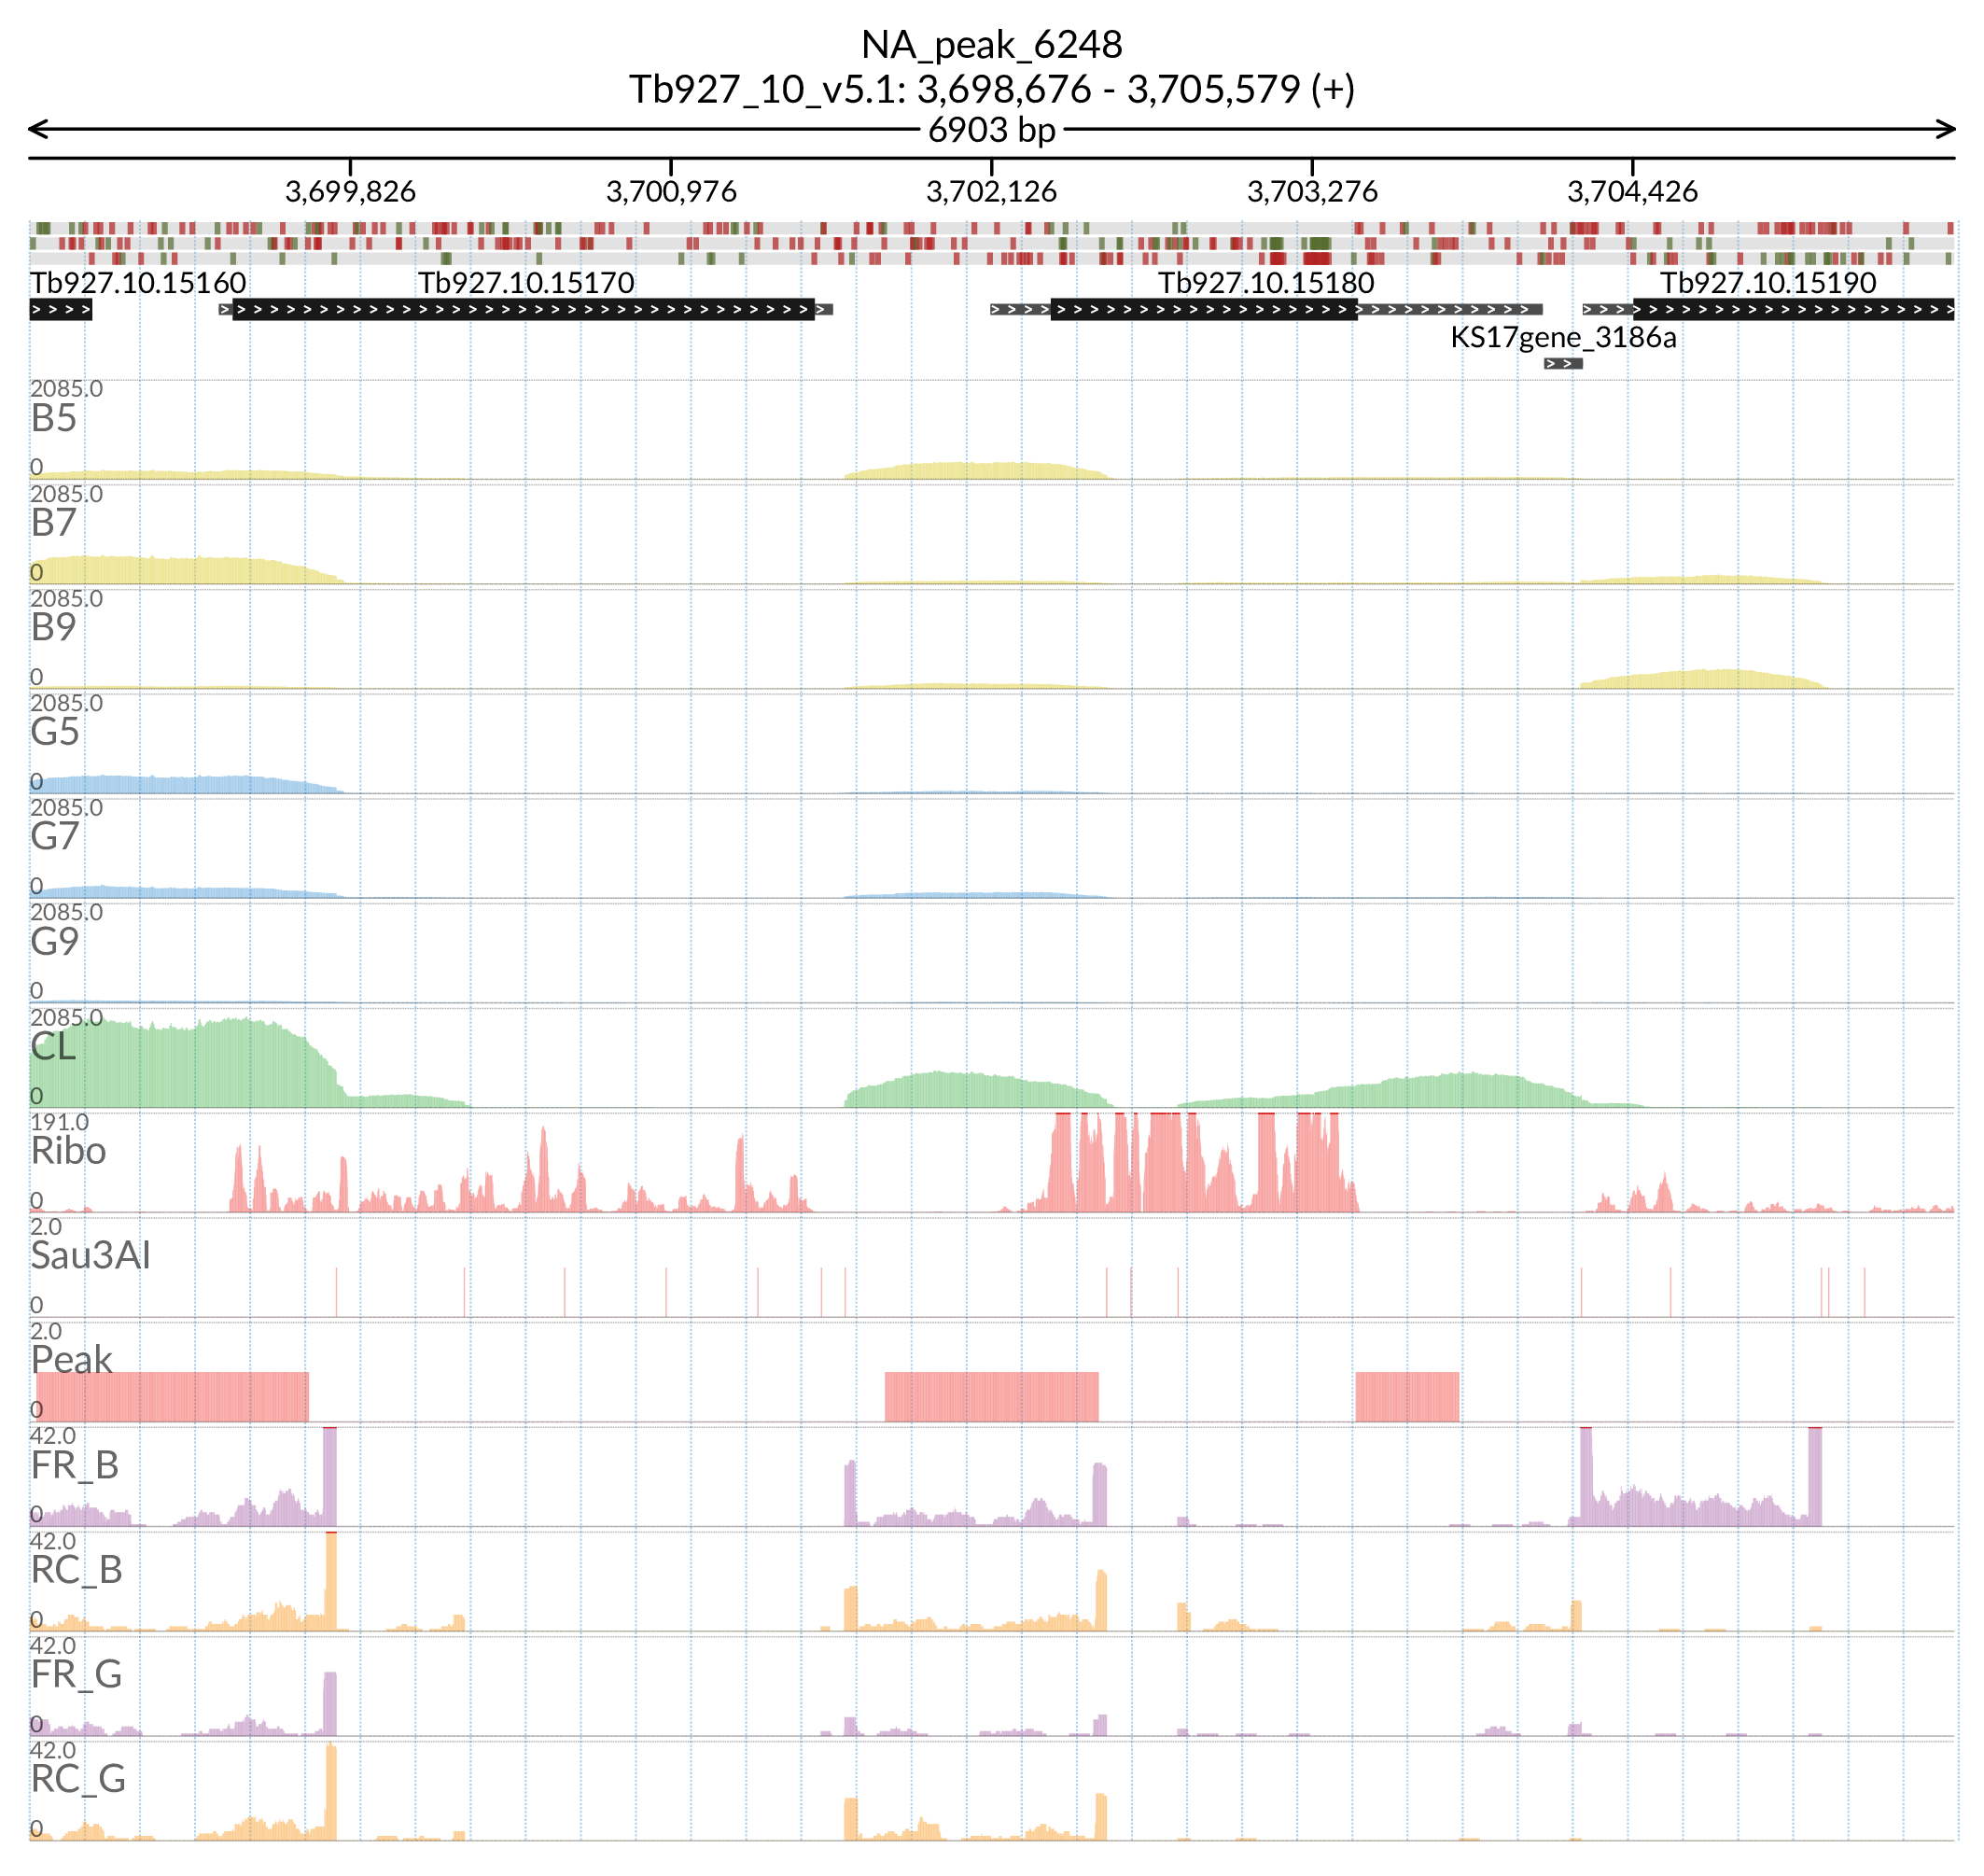 NA_peak_6248
Tb927_10_v5.1: 3,698,676 - 3,705,579 (+)
6903 bp
3,699,826 3,700,976 3,702,126 3,703,276 3,704,426
Tb927.10.15160 Tb927.10.15170 Tb927.10.15180 Tb927.10.15190
KS17gene_3186a
2085.0
B5
0
2085.0
B7
0
2085.0
B9
0
2085.0
G5
0
2085.0
G7
0
2085.0
G9
0
2085.0
CL
0
191.0
Ribo
0
2.0
Sau3AI
0
2.0
Peak
0
42.0
FR_B
0
42.0
RC_B
0
42.0
FR_G
0
42.0
RC_G
0